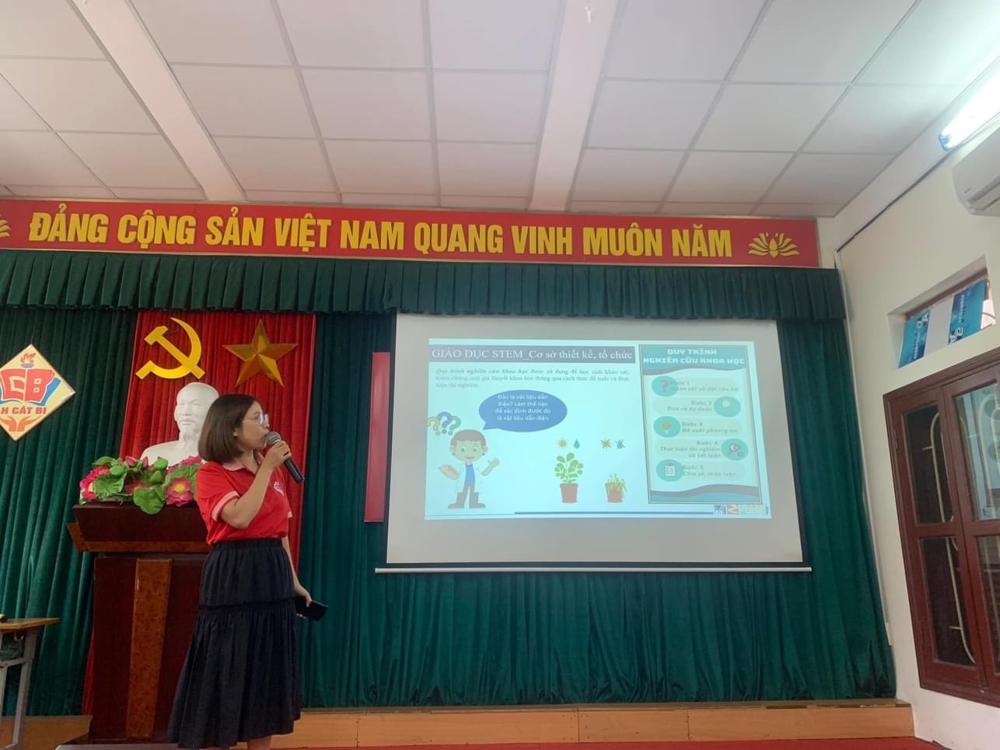 ĐẢNG CỘNG SẢN VIỆT NAM QUANG VINH MUÔN NĂM
CB
H CÁT BI
GIÁO DỤC STEM_Cơ sở thiết kế, tổ chức
Quy trình nghiên cứu khoa học được sử dụng để học sinh khảo sát,
kiểm chứng một giả thuyết khoa học thông qua cách thức đề xuất và thực
hiện thí nghiệm.
Đâu là vật liệu dẫn
điện? Làm thế nào
để xác định được đó
là vật liệu dẫn điện
QUY TRÌNH
NGHIÊN CỨU KHOA HỌC
Bước 1
Quan sát và đặt câu hỏi
Bước 2
Đưa ra dự đoán
Bước 3
Đề xuất phương án
Bước 4
Thực hiện thí nghiệm
và kết luận
Bước 5
Chia sẻ, thảo luận